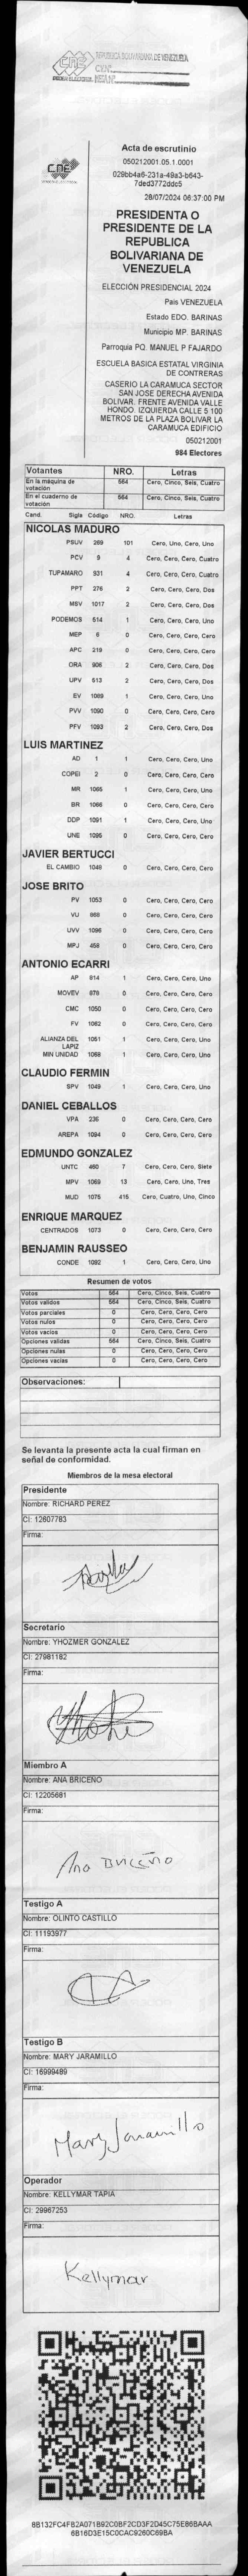 CNE
REPÚBLICA BOLIVARIANA DE VENEZUELA
CNE
Acta de escrutinio
050212001.05.1.0001
029bb4a6-231a-49a3-b643-
7ded3772ddc5
28/07/2024 06:37:00 PM
PRESIDENTA O
PRESIDENTE DE LA
REPUBLICA
BOLIVARIANA DE
VENEZUELA
ELECCIÓN PRESIDENCIAL 2024
Pais VENEZUELA
Estado EDO. BARINAS
Municipio MP. BARINAS
Parroquia PQ. MANUEL P FAJARDO
ESCUELA BASICA ESTATAL VIRGINIA
DE CONTRERAS
CASERIO LA CARAMUCA SECTOR
SAN JOSE DERECHA AVENIDA
BOLIVAR. FRENTE AVENIDA VALLE
HONDO. IZQUIERDA CALLE 5 100
METROS DE LA PLAZA BOLIVAR LA
CARAMUCA EDIFICIO
050212001
984 Electores
Votantes NRO. Letras
En la máquina de votación 564 Cero, Cinco, Seis, Cuatro
En el cuaderno de votación 564 Cero, Cinco, Seis, Cuatro
Cand. Sigla Código NRO. Letras
NICOLAS MADURO
PSUV 269 101 Cero, Uno, Cero, Uno
PCV 9 4 Cero, Cero, Cero, Cuatro
TUPAMARO 931 4 Cero, Cero, Cero, Cuatro
PPT 276 2 Cero, Cero, Cero, Dos
MSV 1017 2 Cero, Cero, Cero, Dos
PODEMOS 514 1 Cero, Cero, Cero, Uno
MEP 6 0 Cero, Cero, Cero, Cero
APC 219 0 Cero, Cero, Cero, Cero
ORA 906 2 Cero, Cero, Cero, Dos
UPV 513 2 Cero, Cero, Cero, Dos
EV 1089 1 Cero, Cero, Cero, Uno
PVV 1090 0 Cero, Cero, Cero, Cero
PFV 1093 2 Cero, Cero, Cero, Dos
LUIS MARTINEZ
AD 1 1 Cero, Cero, Cero, Uno
COPEI 2 0 Cero, Cero, Cero, Cero
MR 1065 1 Cero, Cero, Cero, Uno
BR 1066 0 Cero, Cero, Cero, Cero
DDP 1091 1 Cero, Cero, Cero, Uno
UNE 1095 0 Cero, Cero, Cero, Cero
JAVIER BERTUCCI
EL CAMBIO 1048 0 Cero, Cero, Cero, Cero
JOSE BRITO
PV 1053 0 Cero, Cero, Cero, Cero
VU 868 0 Cero, Cero, Cero, Cero
UVV 1096 0 Cero, Cero, Cero, Cero
MPJ 458 0 Cero, Cero, Cero, Cero
ANTONIO ECARRI
AP 814 1 Cero, Cero, Cero, Uno
MOVEV 878 0 Cero, Cero, Cero, Cero
CMC 1050 0 Cero, Cero, Cero, Cero
FV 1062 0 Cero, Cero, Cero, Cero
ALIANZA DEL LAPIZ 1051 1 Cero, Cero, Cero, Uno
MIN UNIDAD 1068 1 Cero, Cero, Cero, Uno
CLAUDIO FERMIN
SPV 1049 1 Cero, Cero, Cero, Uno
DANIEL CEBALLOS
VPA 236 0 Cero, Cero, Cero, Cero
AREPA 1094 0 Cero, Cero, Cero, Cero
EDMUNDO GONZALEZ
UNTC 460 7 Cero, Cero, Cero, Siete
MPV 1069 13 Cero, Cero, Uno, Tres
MUD 1075 415 Cero, Cuatro, Uno, Cinco
ENRIQUE MARQUEZ
CENTRADOS 1073 0 Cero, Cero, Cero, Cero
BENJAMIN RAUSSEO
CONDE 1092 1 Cero, Cero, Cero, Uno
Resumen de votos
Votos 564 Cero, Cinco, Seis, Cuatro
Votos validos 564 Cero, Cinco, Seis, Cuatro
Votos parciales 0 Cero, Cero, Cero, Cero
Votos nulos 0 Cero, Cero, Cero, Cero
Votos vacios 0 Cero, Cero, Cero, Cero
Opciones validas 564 Cero, Cinco, Seis, Cuatro
Opciones nulas 0 Cero, Cero, Cero, Cero
Opciones vacias 0 Cero, Cero, Cero, Cero
Observaciones:
Se levanta la presente acta la cual firman en
señal de conformidad.
Miembros de la mesa electoral
Presidente
Nombre: RICHARD PEREZ
CI: 12607783
Firma:
Secretario
Nombre: YHOZMER GONZALEZ
CI: 27981182
Firma:
Miembro A
Nombre: ANA BRICENO
CI: 12205681
Firma:
Ana Briceño
Testigo A
Nombre: OLINTO CASTILLO
CI: 11193977
Firma:
Testigo B
Nombre: MARY JARAMILLO
CI: 16999489
Firma:
Mary Jaramillo
Operador
Nombre: KELLYMAR TAPIA
CI: 29967253
Firma:
Kellymar
8B132FC4FB2A071B92C0BF2CD3F2D45C75E86BAAA
6B16D3E15C0CAC9260C69BA